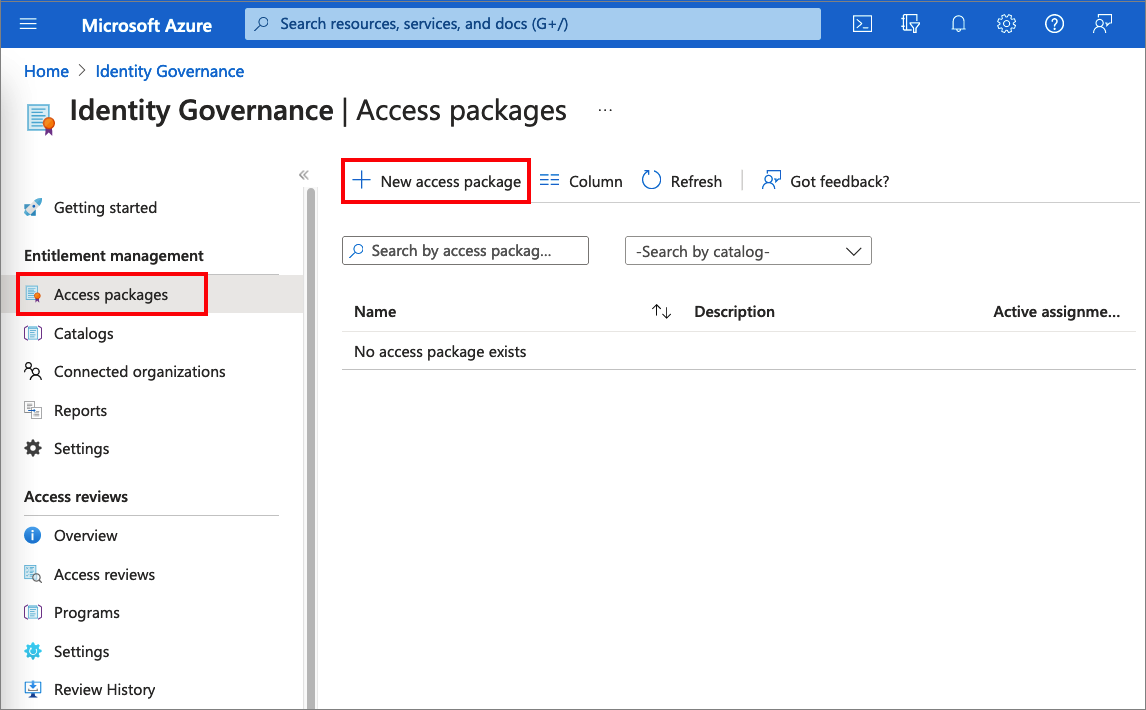 Microsoft Azure
Search resources, services, and docs (G+/)
Home > Identity Governance
Identity Governance | Access packages ...
«
New access package
Column
Refresh
Got feedback?
Getting started
Entitlement management
Access packages
Catalogs
Connected organizations
Reports
Settings
Access reviews
Overview
Access reviews
Programs
Settings
Review History
Search by access packag...
-Search by catalog-
Name
Description
Active assignme...
No access package exists